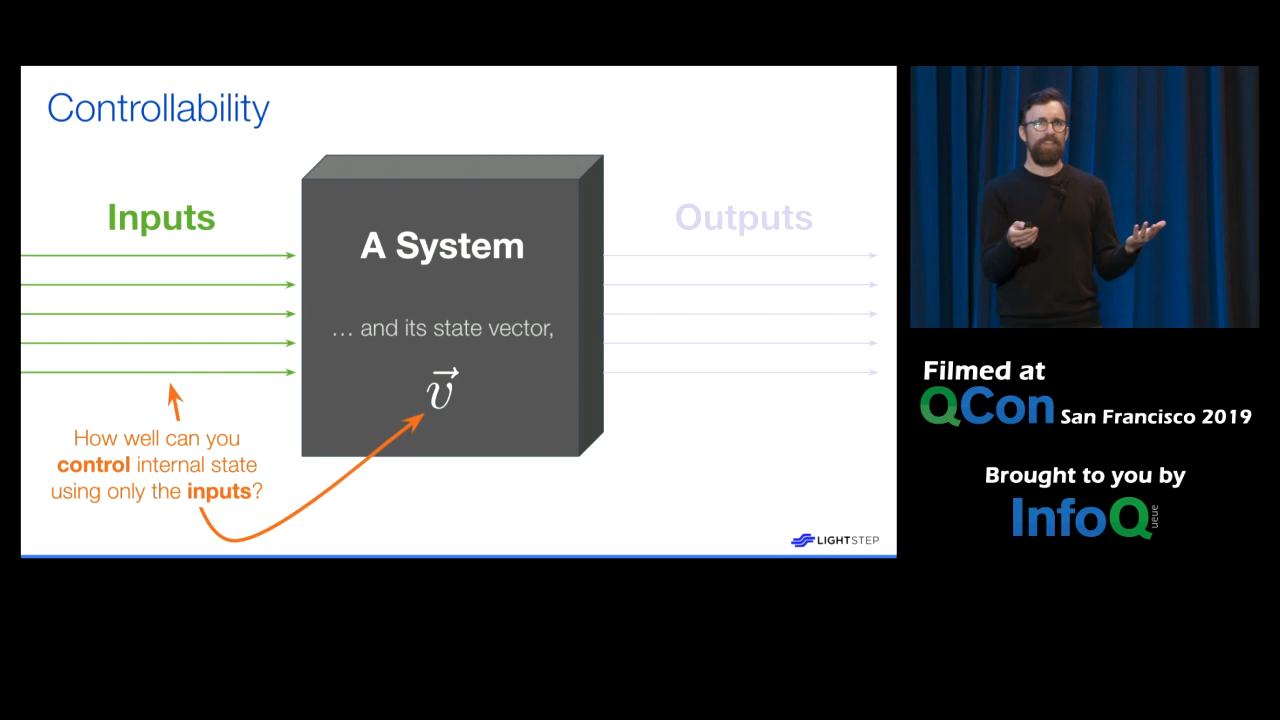 Controllability
Inputs
A System
Outputs
… and its state vector,
v⃗
How well can you
control internal state
using only the inputs?
LIGHTSTEP
Filmed at
QCon San Francisco 2019
Brought to you by
InfoQ
ueue